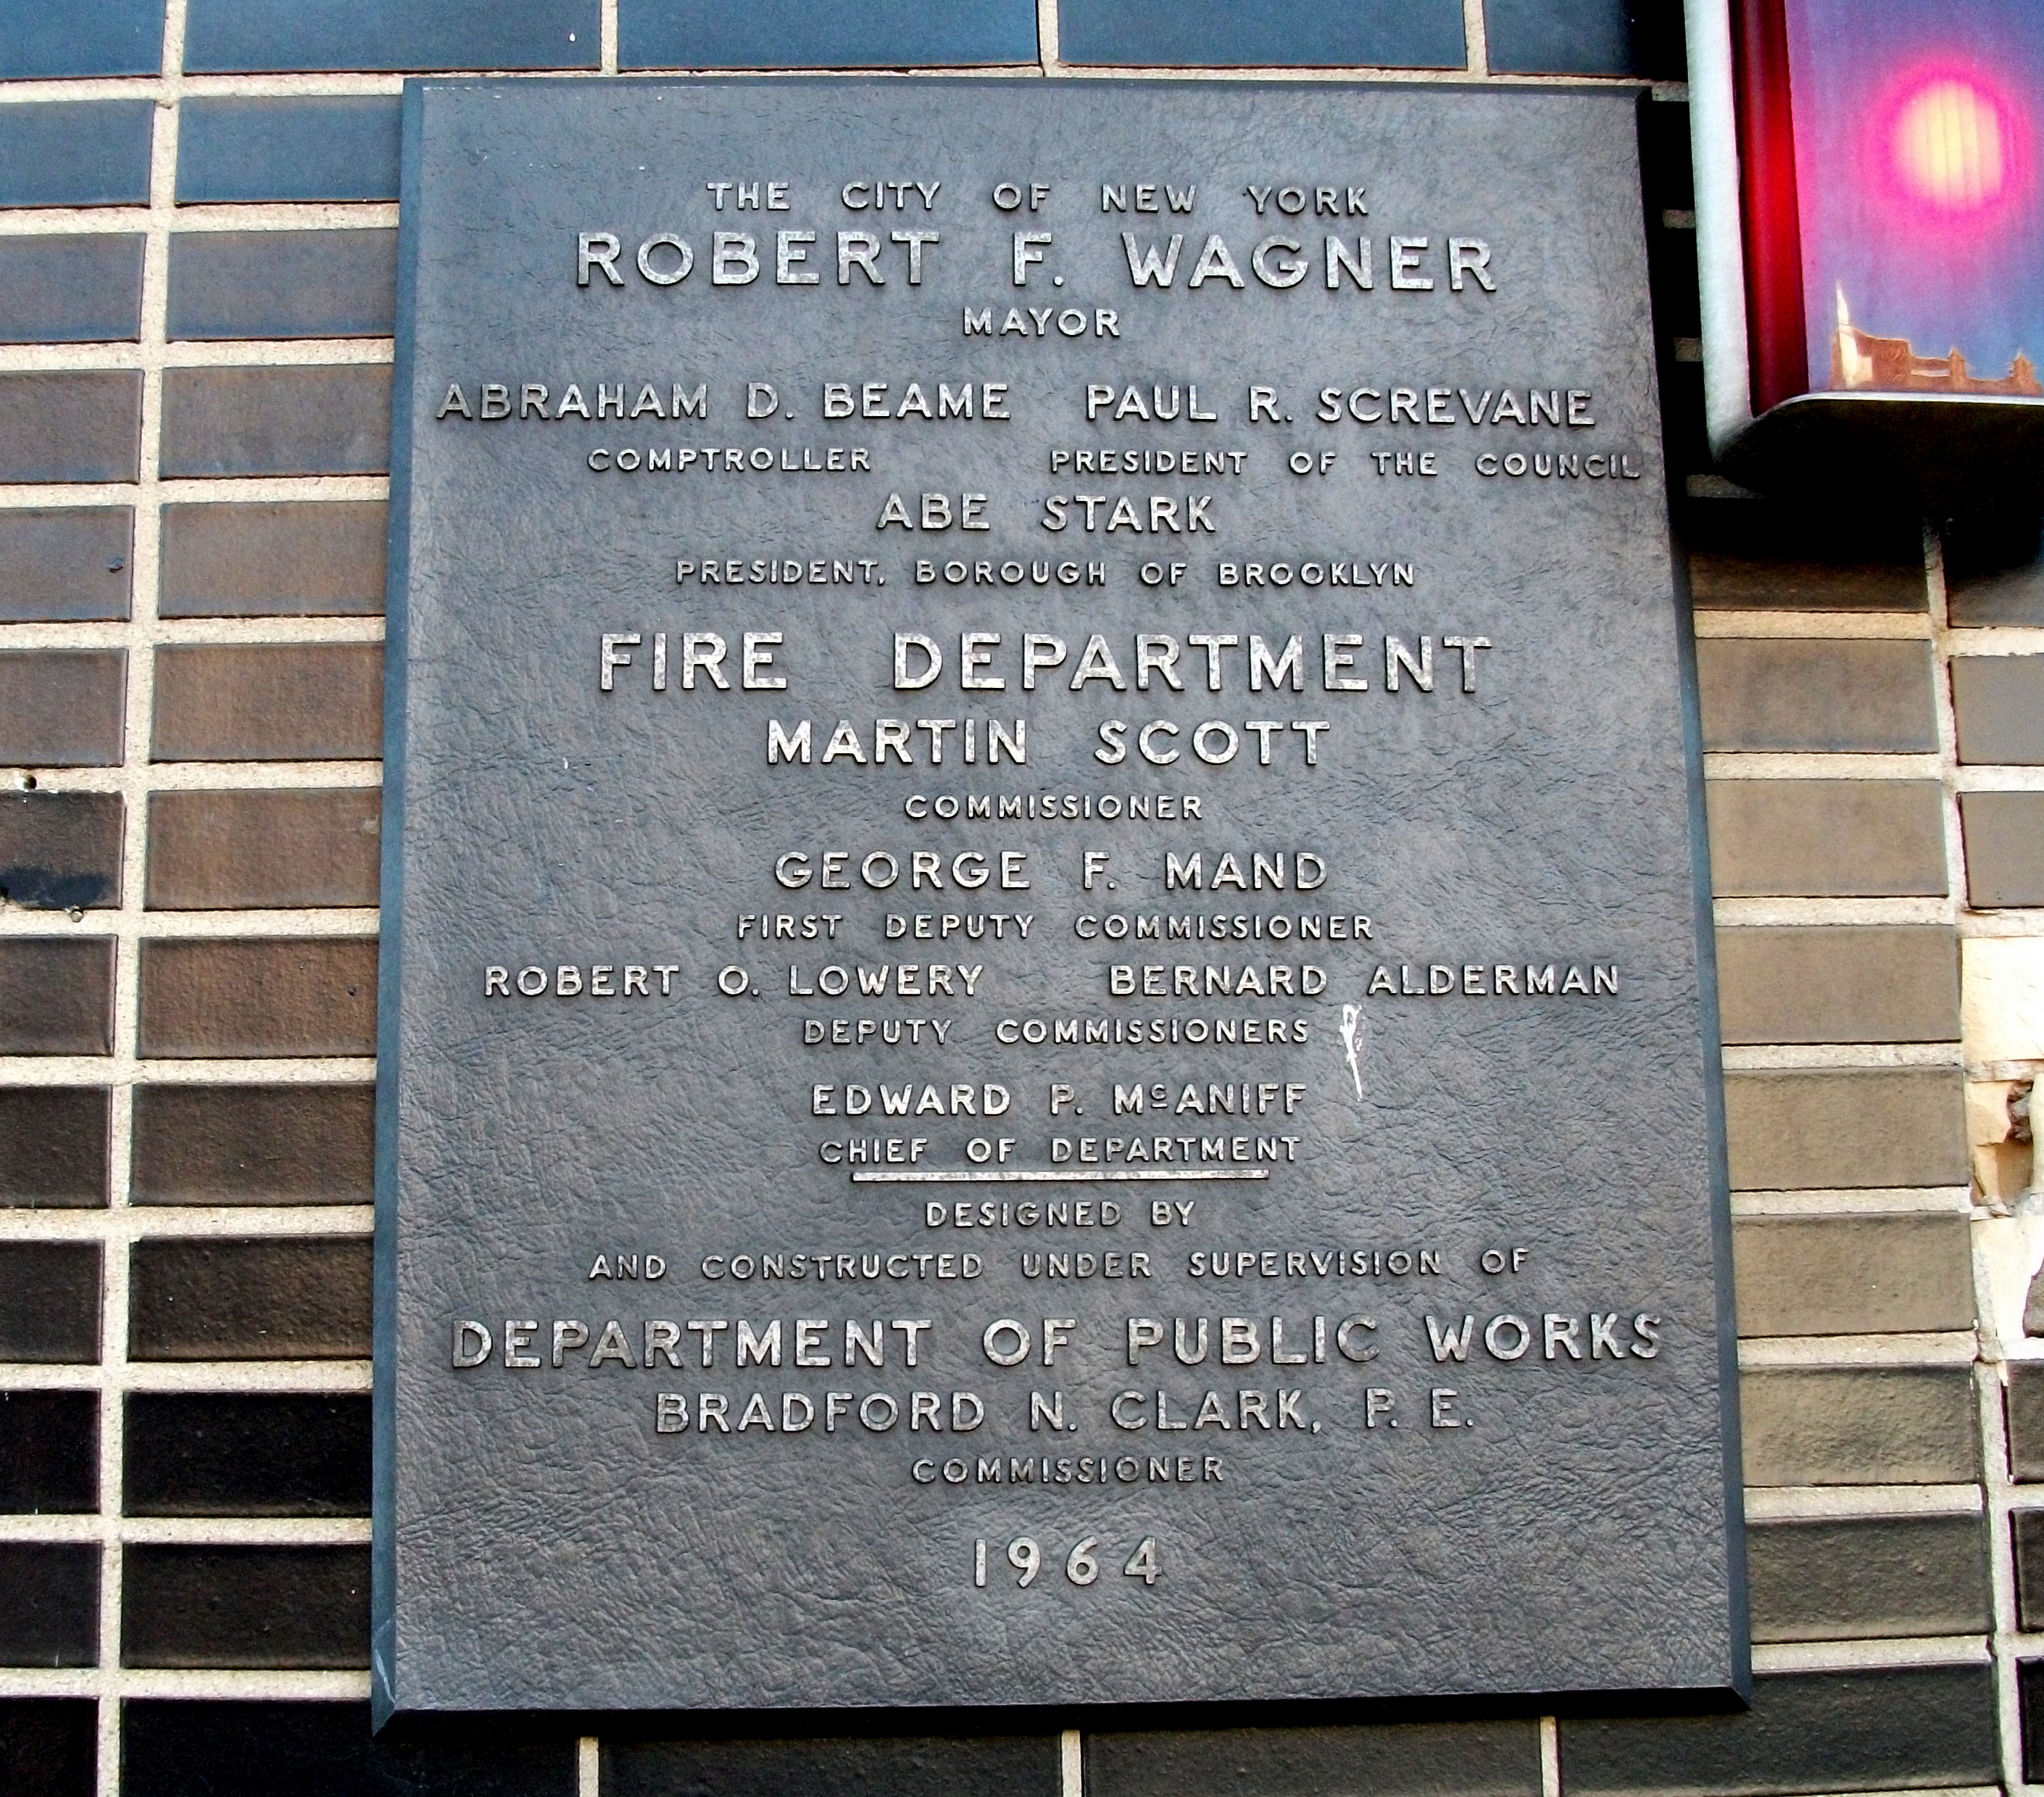 THE CITY OF NEW YORK
ROBERT F. WAGNER
MAYOR
ABRAHAM D. BEAME PAUL R. SCREVANE
COMPTROLLER PRESIDENT OF THE COUNCIL
ABE STARK
PRESIDENT, BOROUGH OF BROOKLYN
FIRE DEPARTMENT
MARTIN SCOTT
COMMISSIONER
GEORGE F. MAND
FIRST DEPUTY COMMISSIONER
ROBERT O. LOWERY BERNARD ALDERMAN
DEPUTY COMMISSIONERS
EDWARD P. McANIFF
CHIEF OF DEPARTMENT
DESIGNED BY
AND CONSTRUCTED UNDER SUPERVISION OF
DEPARTMENT OF PUBLIC WORKS
BRADFORD N. CLARK, P. E.
COMMISSIONER
1964